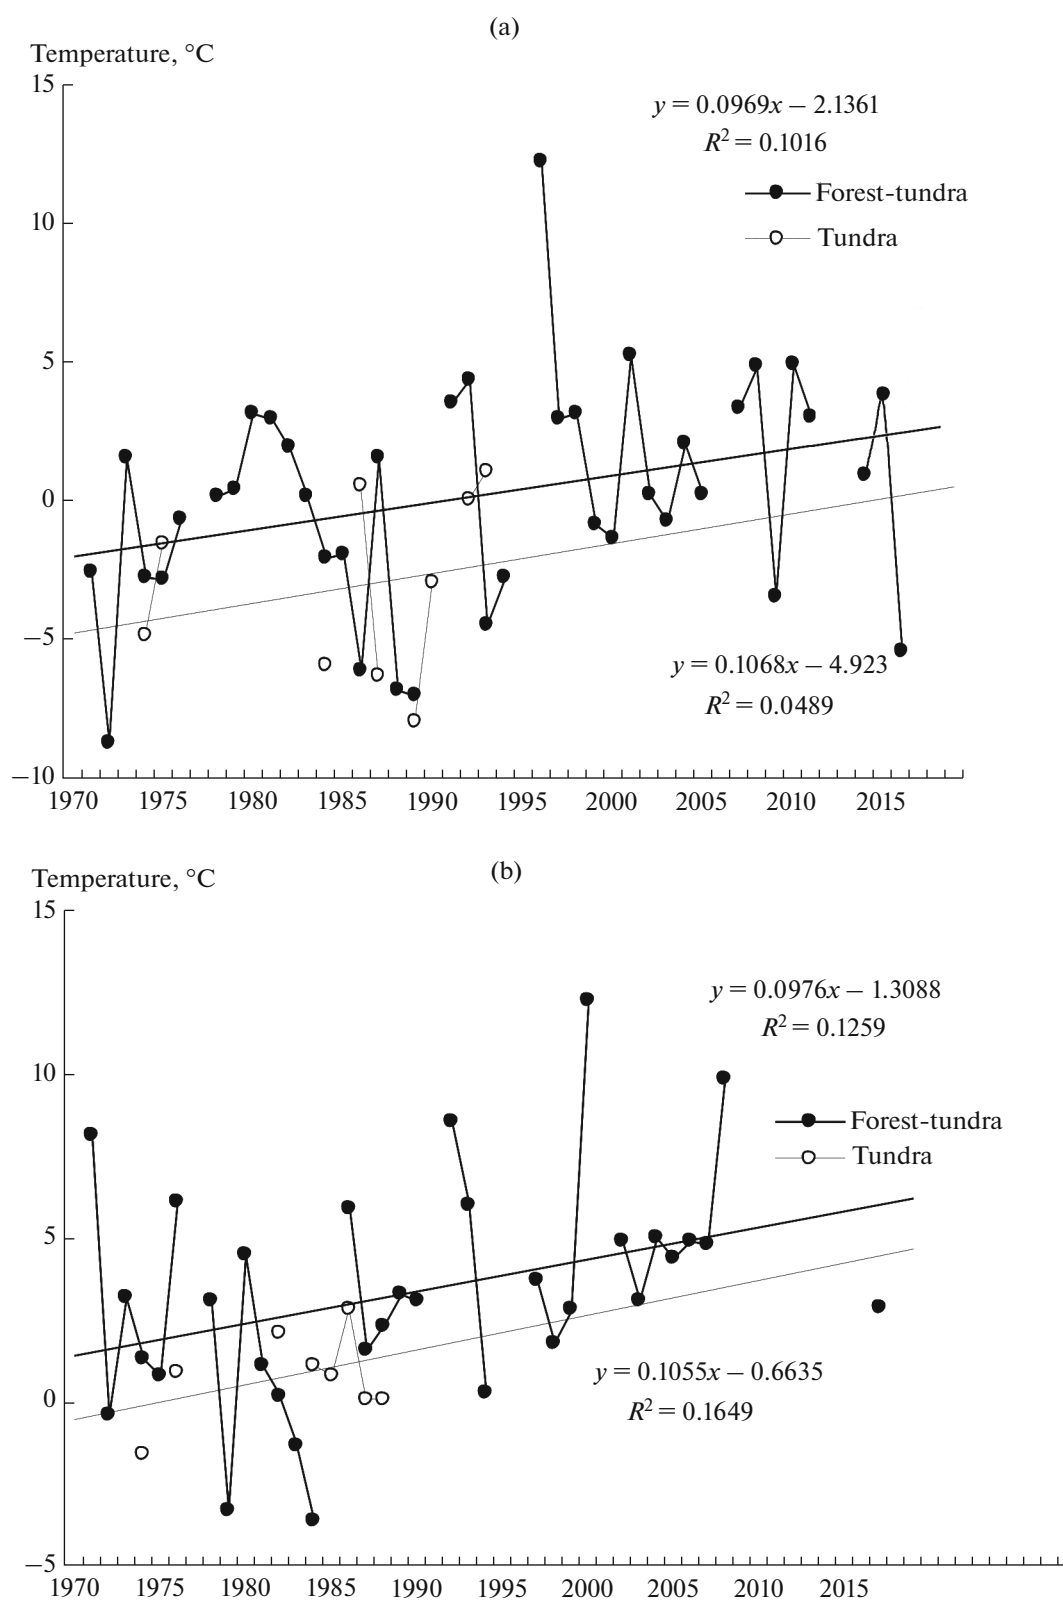 (a)
Temperature, °C
15
y = 0.0969x – 2.1361
R² = 0.1016
Forest-tundra
10
Tundra
5
0
–5
y = 0.1068x – 4.923
R² = 0.0489
–10
1970 1975 1980 1985 1990 1995 2000 2005 2010 2015
(b)
Temperature, °C
15
y = 0.0976x – 1.3088
R² = 0.1259
10
Forest-tundra
Tundra
5
y = 0.1055x – 0.6635
0
R² = 0.1649
–5
1970 1975 1980 1985 1990 1995 2000 2005 2010 2015